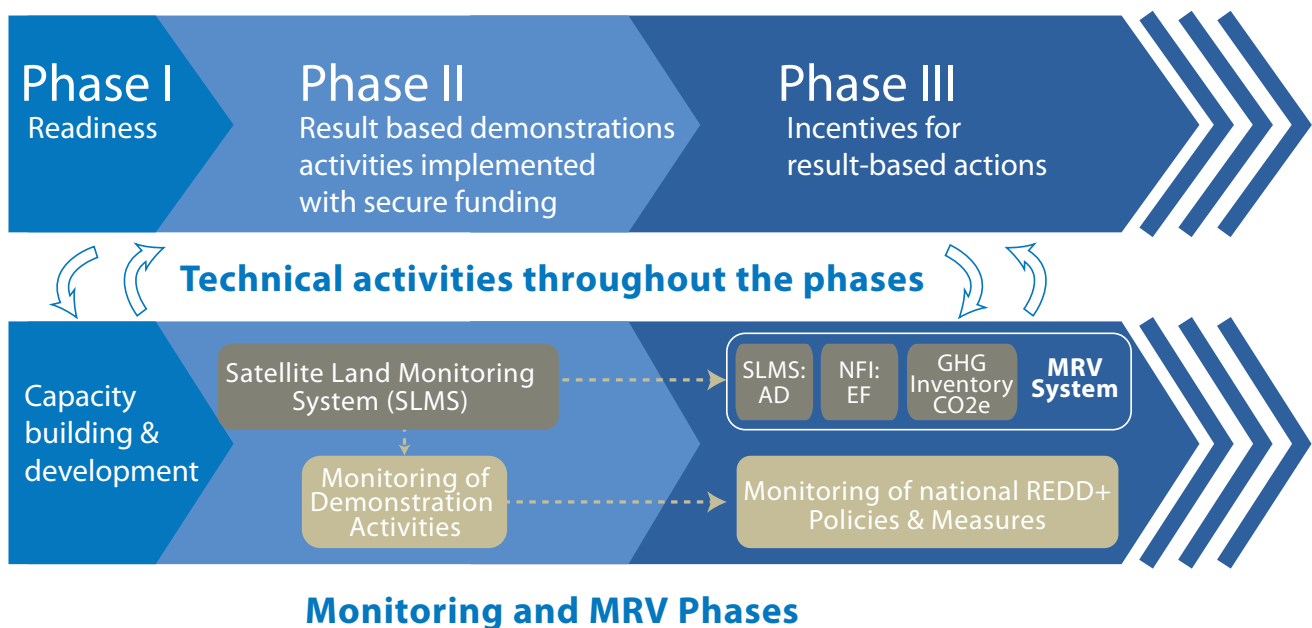 Phase I
Readiness
Phase II
Result based demonstrations
activities implemented
with secure funding
Phase III
Incentives for
result-based actions
Technical activities throughout the phases
Capacity
building &
development
Satellite Land Monitoring
System (SLMS)
Monitoring of
Demonstration
Activities
SLMS:
AD
NFI:
EF
GHG
Inventory
CO2e
MRV
System
Monitoring of national REDD+
Policies & Measures
Monitoring and MRV Phases